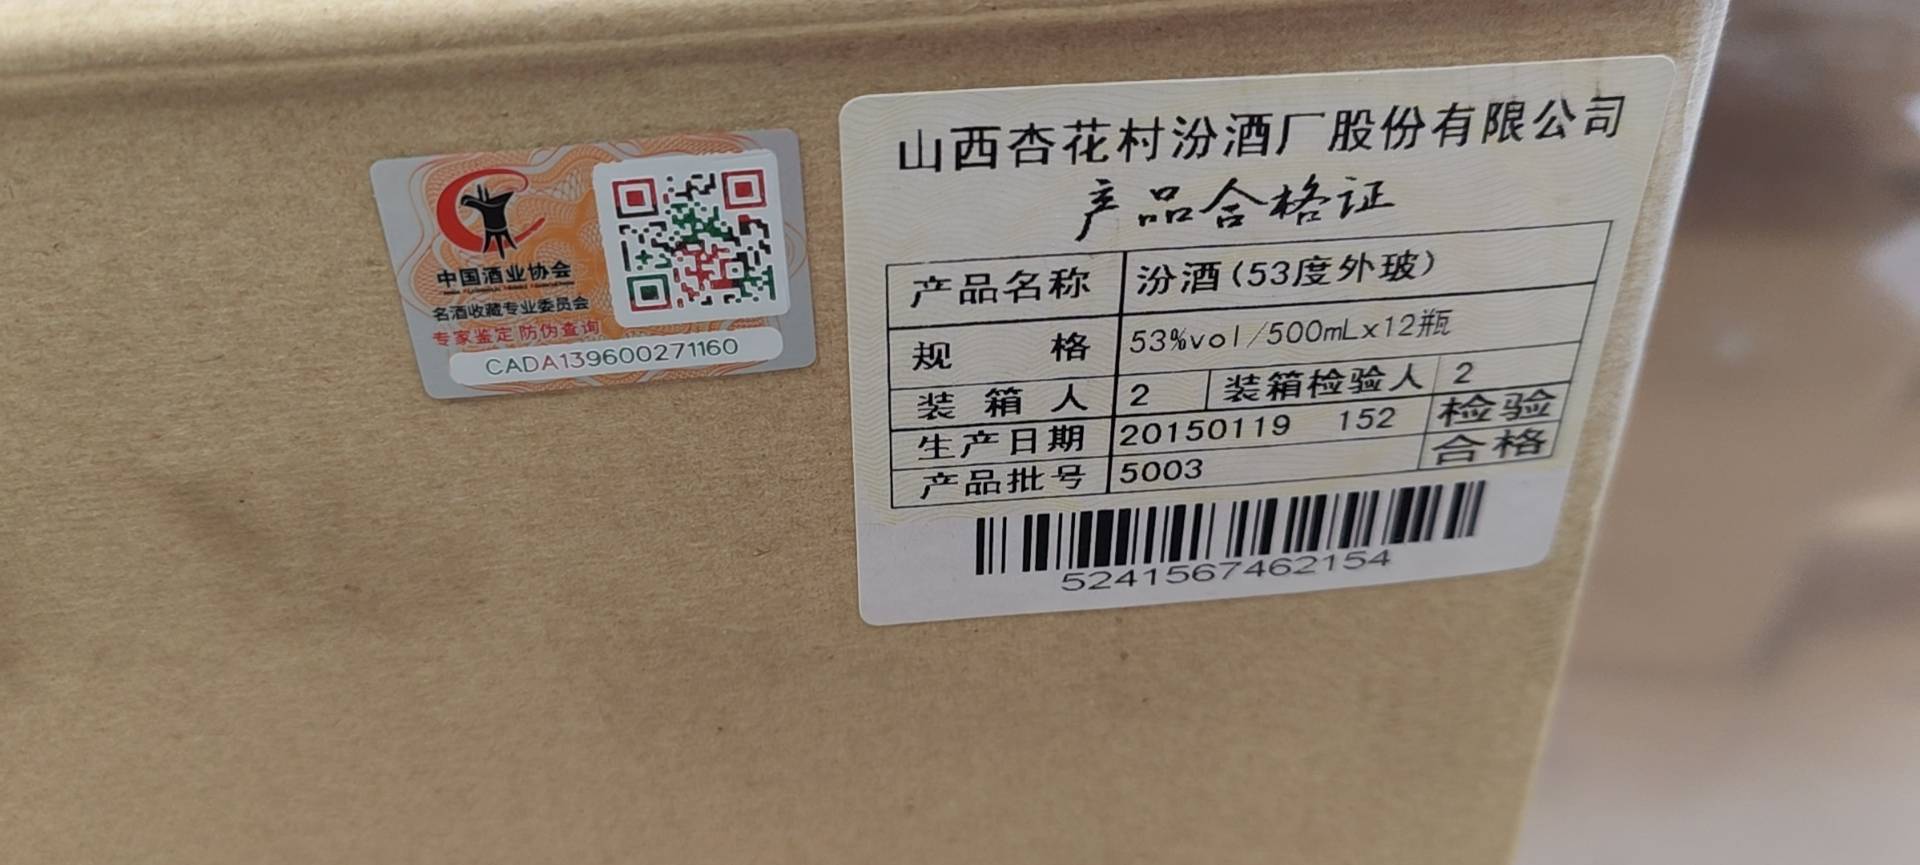 中国酒业协会
名酒收藏专业委员会
专家鉴定 防伪查询
CADA139600271160
山西杏花村汾酒厂股份有限公司
产品合格证
产品名称 汾酒(53度外玻)
规格 53%vol/500mLx12瓶
装箱人 2 装箱检验人 2
生产日期 20150119 152 检验
产品批号 5003 合格
5241567462154